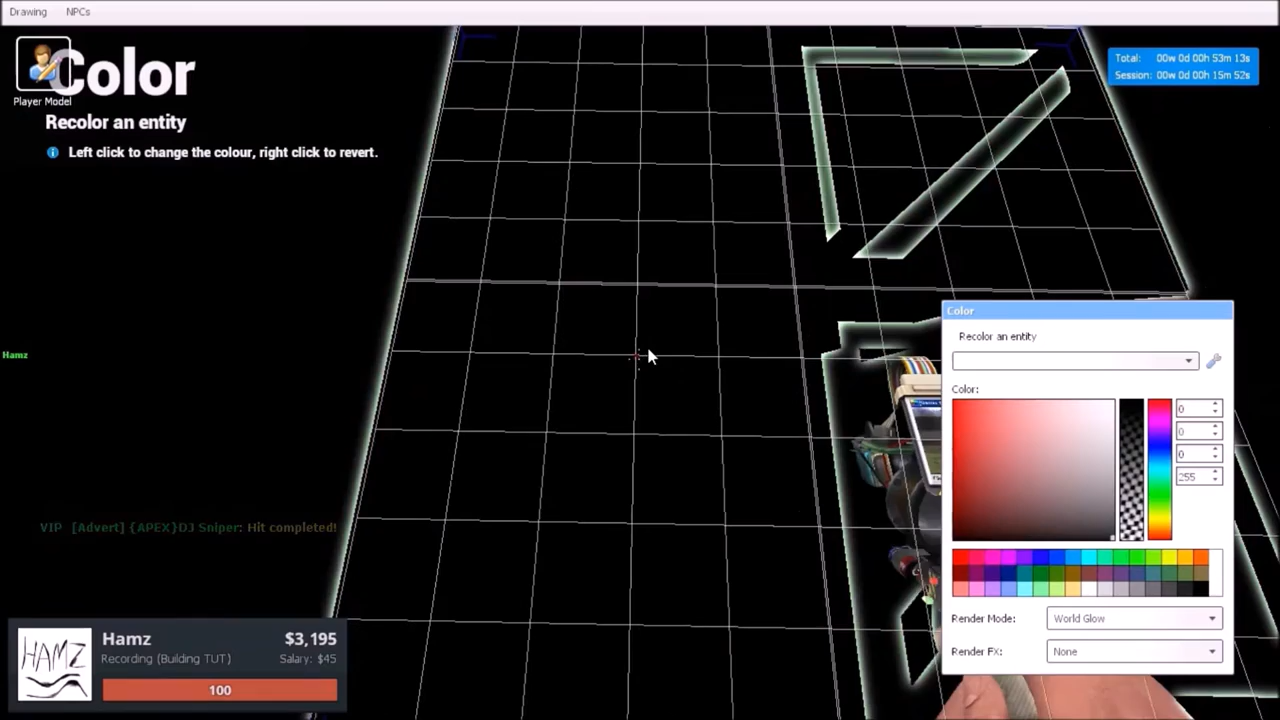 Drawing NPCs
Color
Player Model
Recolor an entity
Left click to change the colour, right click to revert.
Total: 00w 0d 00h 53m 13s
Session: 00w 0d 00h 15m 52s
Hamz
Color
Recolor an entity
Color:
0
0
0
255
Render Mode: World Glow
Render FX: None
VIP [Advert] {APEX}DJ Sniper: Hit completed!
HAMZ
Hamz $3,195
Recording (Building TUT) Salary: $45
100